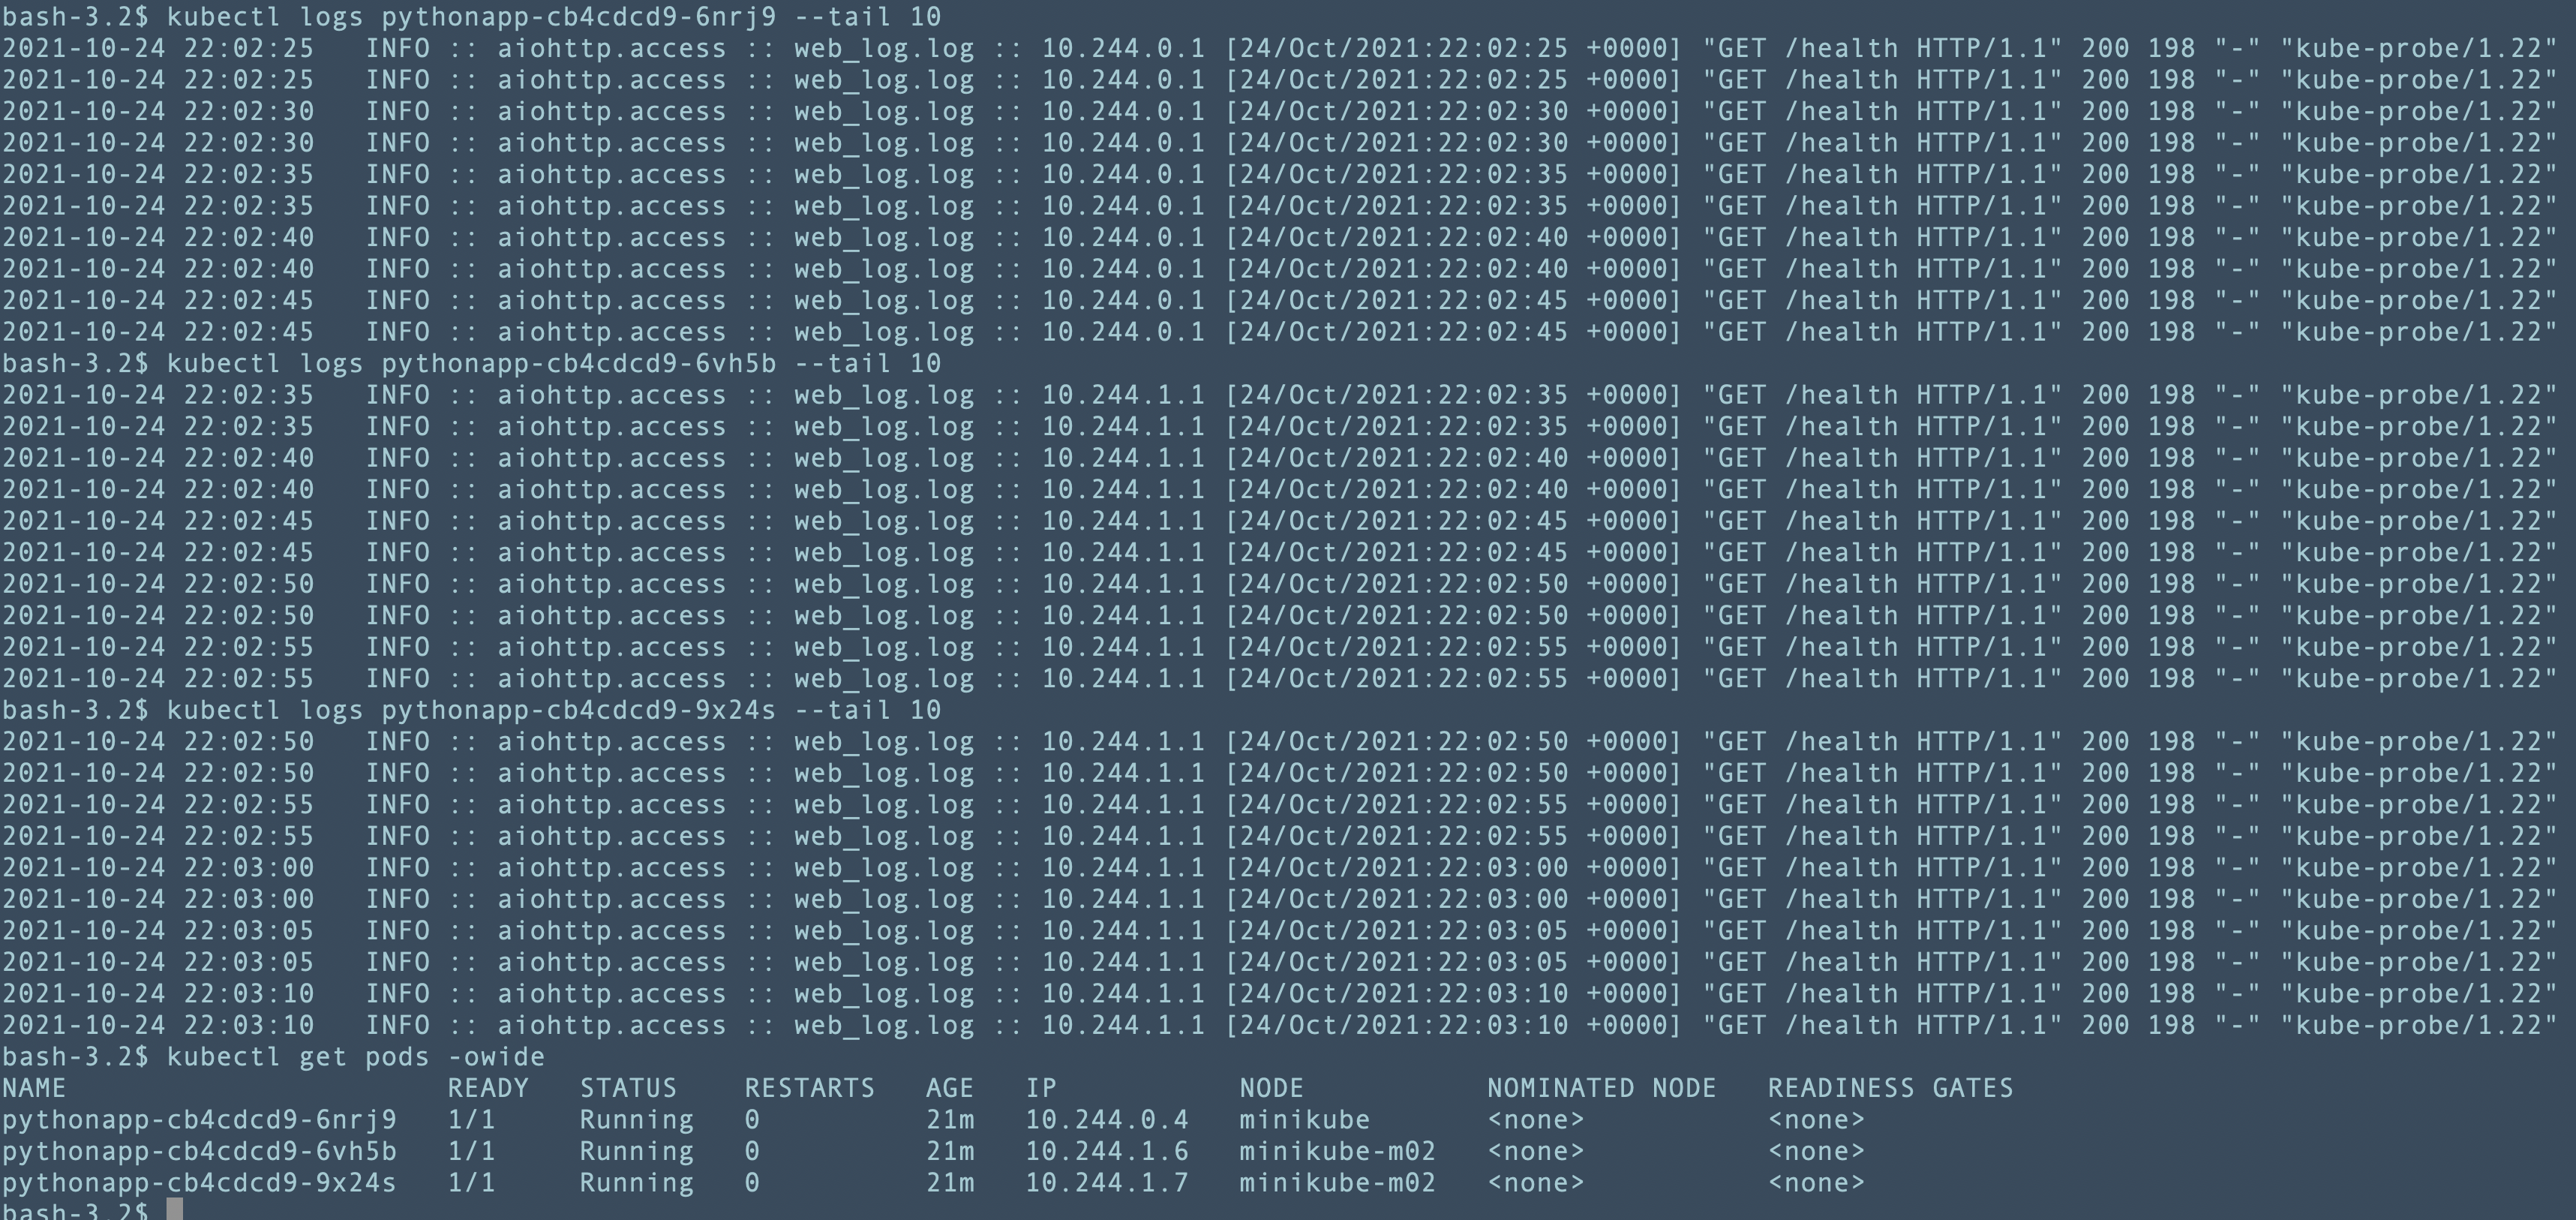 bash-3.2$ kubectl logs pythonapp-cb4cdcd9-6nrj9 --tail 10
2021-10-24 22:02:25   INFO :: aiohttp.access :: web_log.log :: 10.244.0.1 [24/Oct/2021:22:02:25 +0000] "GET /health HTTP/1.1" 200 198 "-" "kube-probe/1.22"
2021-10-24 22:02:25   INFO :: aiohttp.access :: web_log.log :: 10.244.0.1 [24/Oct/2021:22:02:25 +0000] "GET /health HTTP/1.1" 200 198 "-" "kube-probe/1.22"
2021-10-24 22:02:30   INFO :: aiohttp.access :: web_log.log :: 10.244.0.1 [24/Oct/2021:22:02:30 +0000] "GET /health HTTP/1.1" 200 198 "-" "kube-probe/1.22"
2021-10-24 22:02:30   INFO :: aiohttp.access :: web_log.log :: 10.244.0.1 [24/Oct/2021:22:02:30 +0000] "GET /health HTTP/1.1" 200 198 "-" "kube-probe/1.22"
2021-10-24 22:02:35   INFO :: aiohttp.access :: web_log.log :: 10.244.0.1 [24/Oct/2021:22:02:35 +0000] "GET /health HTTP/1.1" 200 198 "-" "kube-probe/1.22"
2021-10-24 22:02:35   INFO :: aiohttp.access :: web_log.log :: 10.244.0.1 [24/Oct/2021:22:02:35 +0000] "GET /health HTTP/1.1" 200 198 "-" "kube-probe/1.22"
2021-10-24 22:02:40   INFO :: aiohttp.access :: web_log.log :: 10.244.0.1 [24/Oct/2021:22:02:40 +0000] "GET /health HTTP/1.1" 200 198 "-" "kube-probe/1.22"
2021-10-24 22:02:40   INFO :: aiohttp.access :: web_log.log :: 10.244.0.1 [24/Oct/2021:22:02:40 +0000] "GET /health HTTP/1.1" 200 198 "-" "kube-probe/1.22"
2021-10-24 22:02:45   INFO :: aiohttp.access :: web_log.log :: 10.244.0.1 [24/Oct/2021:22:02:45 +0000] "GET /health HTTP/1.1" 200 198 "-" "kube-probe/1.22"
2021-10-24 22:02:45   INFO :: aiohttp.access :: web_log.log :: 10.244.0.1 [24/Oct/2021:22:02:45 +0000] "GET /health HTTP/1.1" 200 198 "-" "kube-probe/1.22"
bash-3.2$ kubectl logs pythonapp-cb4cdcd9-6vh5b --tail 10
2021-10-24 22:02:35   INFO :: aiohttp.access :: web_log.log :: 10.244.1.1 [24/Oct/2021:22:02:35 +0000] "GET /health HTTP/1.1" 200 198 "-" "kube-probe/1.22"
2021-10-24 22:02:35   INFO :: aiohttp.access :: web_log.log :: 10.244.1.1 [24/Oct/2021:22:02:35 +0000] "GET /health HTTP/1.1" 200 198 "-" "kube-probe/1.22"
2021-10-24 22:02:40   INFO :: aiohttp.access :: web_log.log :: 10.244.1.1 [24/Oct/2021:22:02:40 +0000] "GET /health HTTP/1.1" 200 198 "-" "kube-probe/1.22"
2021-10-24 22:02:40   INFO :: aiohttp.access :: web_log.log :: 10.244.1.1 [24/Oct/2021:22:02:40 +0000] "GET /health HTTP/1.1" 200 198 "-" "kube-probe/1.22"
2021-10-24 22:02:45   INFO :: aiohttp.access :: web_log.log :: 10.244.1.1 [24/Oct/2021:22:02:45 +0000] "GET /health HTTP/1.1" 200 198 "-" "kube-probe/1.22"
2021-10-24 22:02:45   INFO :: aiohttp.access :: web_log.log :: 10.244.1.1 [24/Oct/2021:22:02:45 +0000] "GET /health HTTP/1.1" 200 198 "-" "kube-probe/1.22"
2021-10-24 22:02:50   INFO :: aiohttp.access :: web_log.log :: 10.244.1.1 [24/Oct/2021:22:02:50 +0000] "GET /health HTTP/1.1" 200 198 "-" "kube-probe/1.22"
2021-10-24 22:02:50   INFO :: aiohttp.access :: web_log.log :: 10.244.1.1 [24/Oct/2021:22:02:50 +0000] "GET /health HTTP/1.1" 200 198 "-" "kube-probe/1.22"
2021-10-24 22:02:55   INFO :: aiohttp.access :: web_log.log :: 10.244.1.1 [24/Oct/2021:22:02:55 +0000] "GET /health HTTP/1.1" 200 198 "-" "kube-probe/1.22"
2021-10-24 22:02:55   INFO :: aiohttp.access :: web_log.log :: 10.244.1.1 [24/Oct/2021:22:02:55 +0000] "GET /health HTTP/1.1" 200 198 "-" "kube-probe/1.22"
bash-3.2$ kubectl logs pythonapp-cb4cdcd9-9x24s --tail 10
2021-10-24 22:02:50   INFO :: aiohttp.access :: web_log.log :: 10.244.1.1 [24/Oct/2021:22:02:50 +0000] "GET /health HTTP/1.1" 200 198 "-" "kube-probe/1.22"
2021-10-24 22:02:50   INFO :: aiohttp.access :: web_log.log :: 10.244.1.1 [24/Oct/2021:22:02:50 +0000] "GET /health HTTP/1.1" 200 198 "-" "kube-probe/1.22"
2021-10-24 22:02:55   INFO :: aiohttp.access :: web_log.log :: 10.244.1.1 [24/Oct/2021:22:02:55 +0000] "GET /health HTTP/1.1" 200 198 "-" "kube-probe/1.22"
2021-10-24 22:02:55   INFO :: aiohttp.access :: web_log.log :: 10.244.1.1 [24/Oct/2021:22:02:55 +0000] "GET /health HTTP/1.1" 200 198 "-" "kube-probe/1.22"
2021-10-24 22:03:00   INFO :: aiohttp.access :: web_log.log :: 10.244.1.1 [24/Oct/2021:22:03:00 +0000] "GET /health HTTP/1.1" 200 198 "-" "kube-probe/1.22"
2021-10-24 22:03:00   INFO :: aiohttp.access :: web_log.log :: 10.244.1.1 [24/Oct/2021:22:03:00 +0000] "GET /health HTTP/1.1" 200 198 "-" "kube-probe/1.22"
2021-10-24 22:03:05   INFO :: aiohttp.access :: web_log.log :: 10.244.1.1 [24/Oct/2021:22:03:05 +0000] "GET /health HTTP/1.1" 200 198 "-" "kube-probe/1.22"
2021-10-24 22:03:05   INFO :: aiohttp.access :: web_log.log :: 10.244.1.1 [24/Oct/2021:22:03:05 +0000] "GET /health HTTP/1.1" 200 198 "-" "kube-probe/1.22"
2021-10-24 22:03:10   INFO :: aiohttp.access :: web_log.log :: 10.244.1.1 [24/Oct/2021:22:03:10 +0000] "GET /health HTTP/1.1" 200 198 "-" "kube-probe/1.22"
2021-10-24 22:03:10   INFO :: aiohttp.access :: web_log.log :: 10.244.1.1 [24/Oct/2021:22:03:10 +0000] "GET /health HTTP/1.1" 200 198 "-" "kube-probe/1.22"
bash-3.2$ kubectl get pods -owide
NAME                       READY   STATUS    RESTARTS   AGE   IP           NODE           NOMINATED NODE   READINESS GATES
pythonapp-cb4cdcd9-6nrj9   1/1     Running   0          21m   10.244.0.4   minikube       <none>           <none>
pythonapp-cb4cdcd9-6vh5b   1/1     Running   0          21m   10.244.1.6   minikube-m02   <none>           <none>
pythonapp-cb4cdcd9-9x24s   1/1     Running   0          21m   10.244.1.7   minikube-m02   <none>           <none>
bash-3.2$